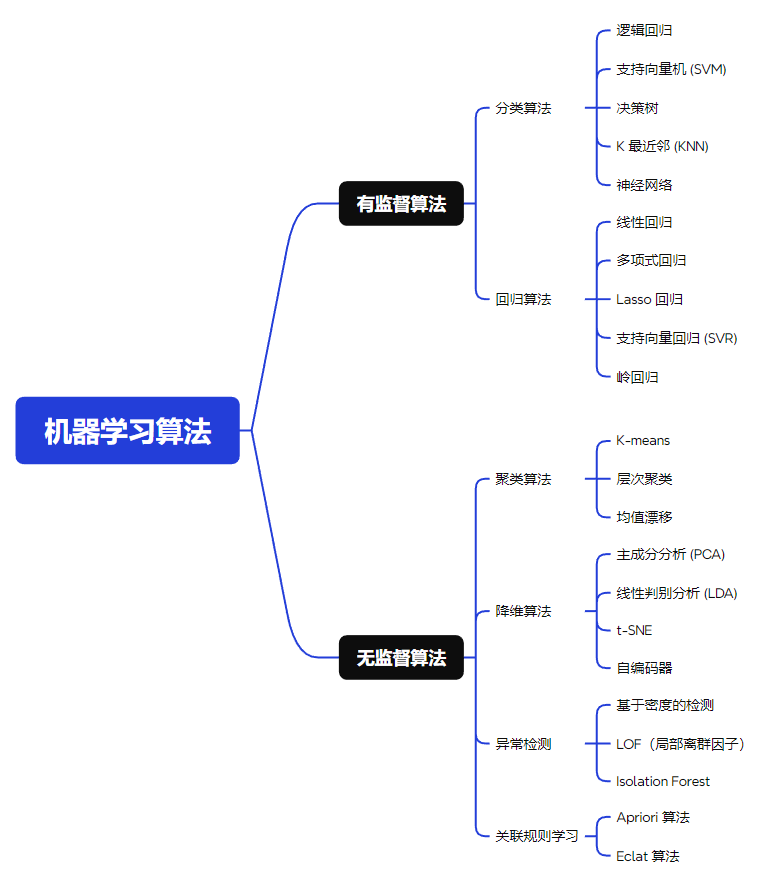 机器学习算法
有监督算法
分类算法
逻辑回归
支持向量机 (SVM)
决策树
K 最近邻 (KNN)
神经网络
回归算法
线性回归
多项式回归
Lasso 回归
支持向量回归 (SVR)
岭回归
无监督算法
聚类算法
K-means
层次聚类
均值漂移
降维算法
主成分分析 (PCA)
线性判别分析 (LDA)
t-SNE
自编码器
异常检测
基于密度的检测
LOF（局部离群因子）
Isolation Forest
关联规则学习
Apriori 算法
Eclat 算法